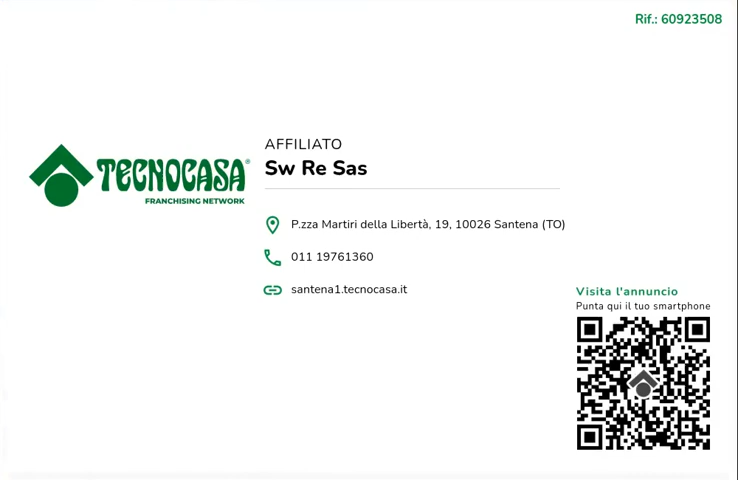 Rif.: 60923508
TECNOCASA®
FRANCHISING NETWORK
AFFILIATO
Sw Re Sas
P.zza Martiri della Libertà, 19, 10026 Santena (TO)
011 19761360
santena1.tecnocasa.it
Visita l'annuncio
Punta qui il tuo smartphone